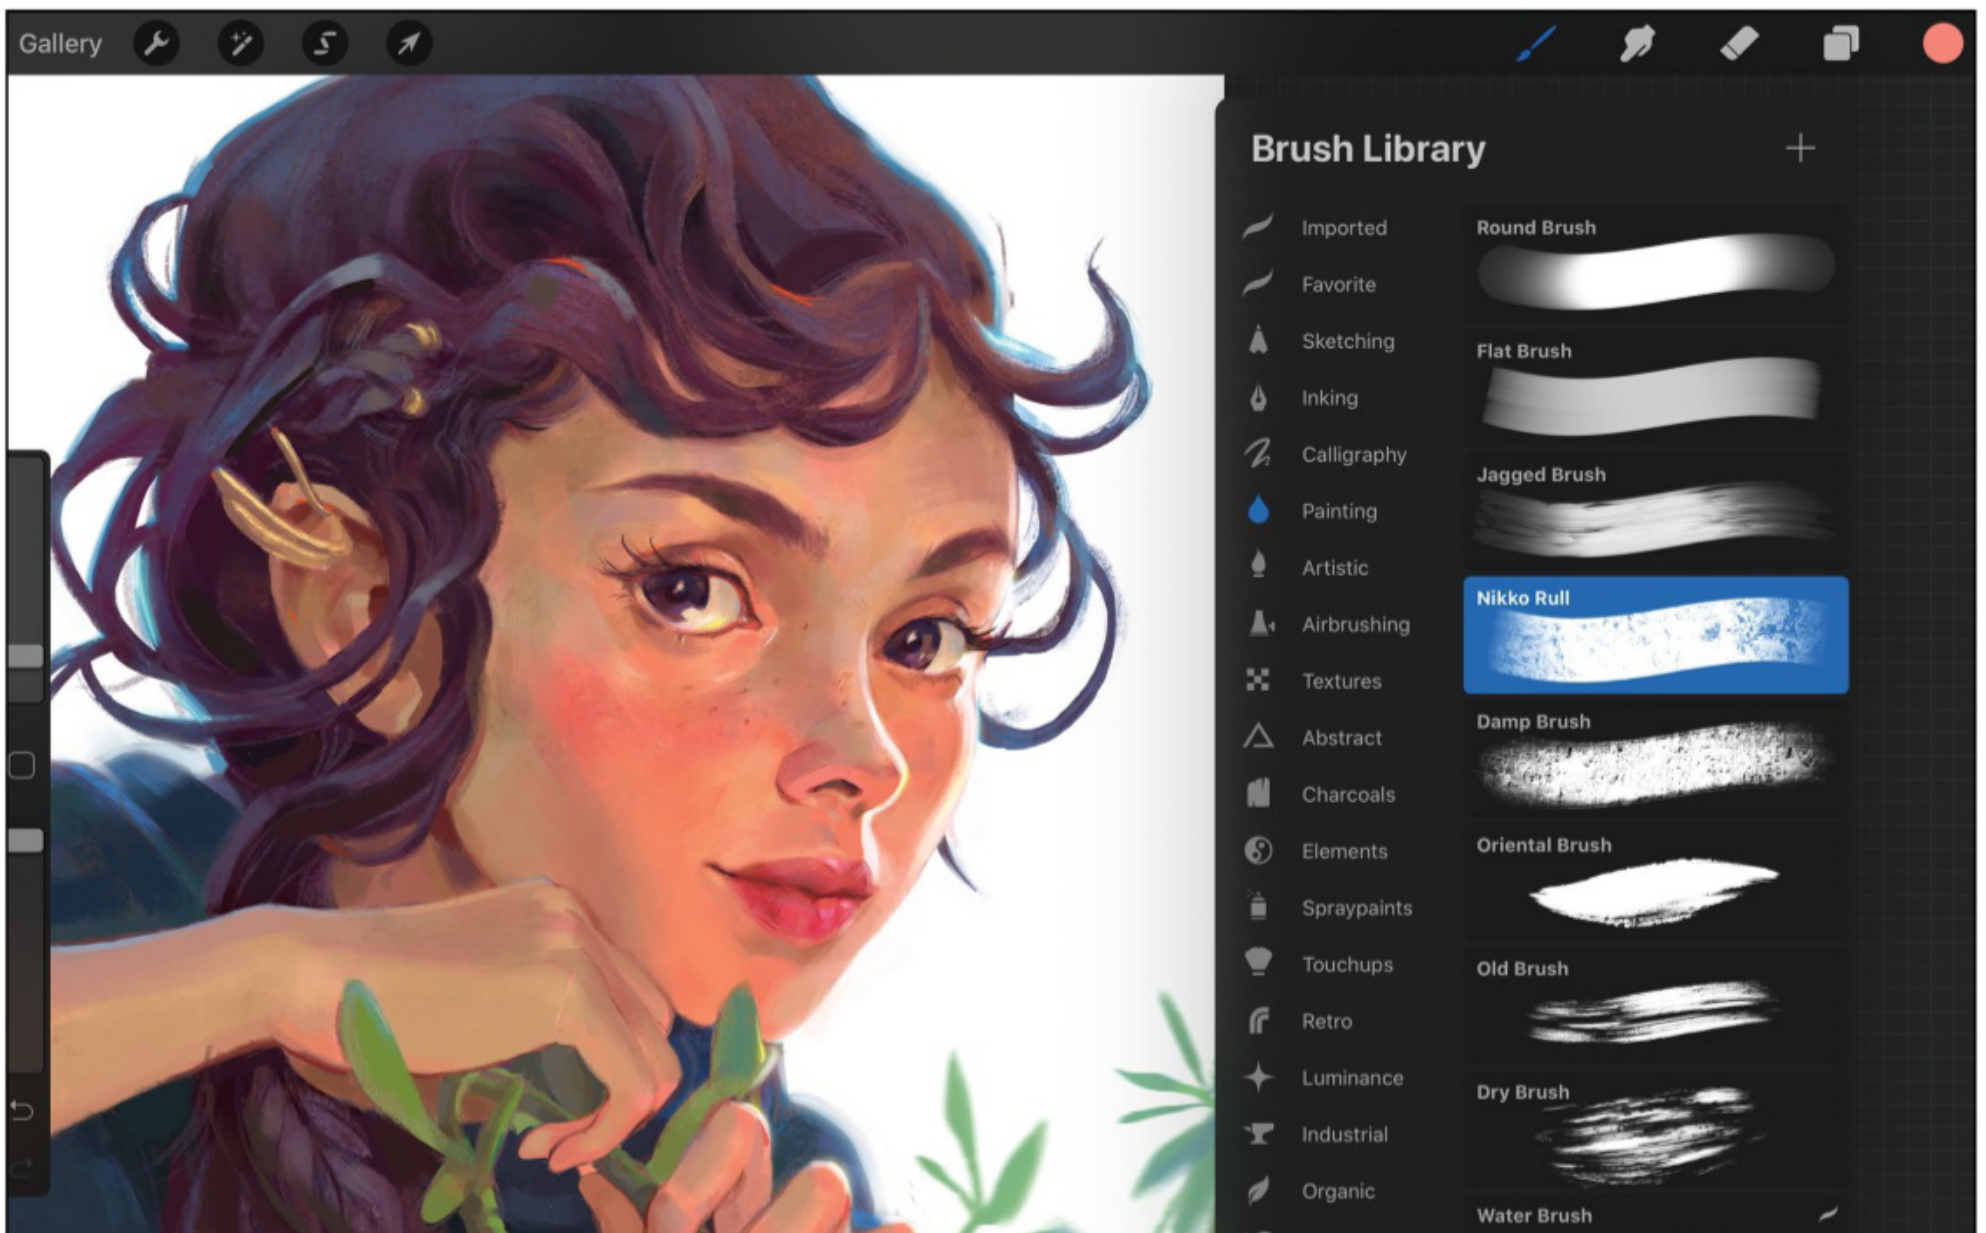 Gallery
Brush Library
Imported
Favorite
Sketching
Inking
Calligraphy
Painting
Artistic
Airbrushing
Textures
Abstract
Charcoals
Elements
Spraypaints
Touchups
Retro
Luminance
Industrial
Organic
Round Brush
Flat Brush
Jagged Brush
Nikko Rull
Damp Brush
Oriental Brush
Old Brush
Dry Brush
Water Brush